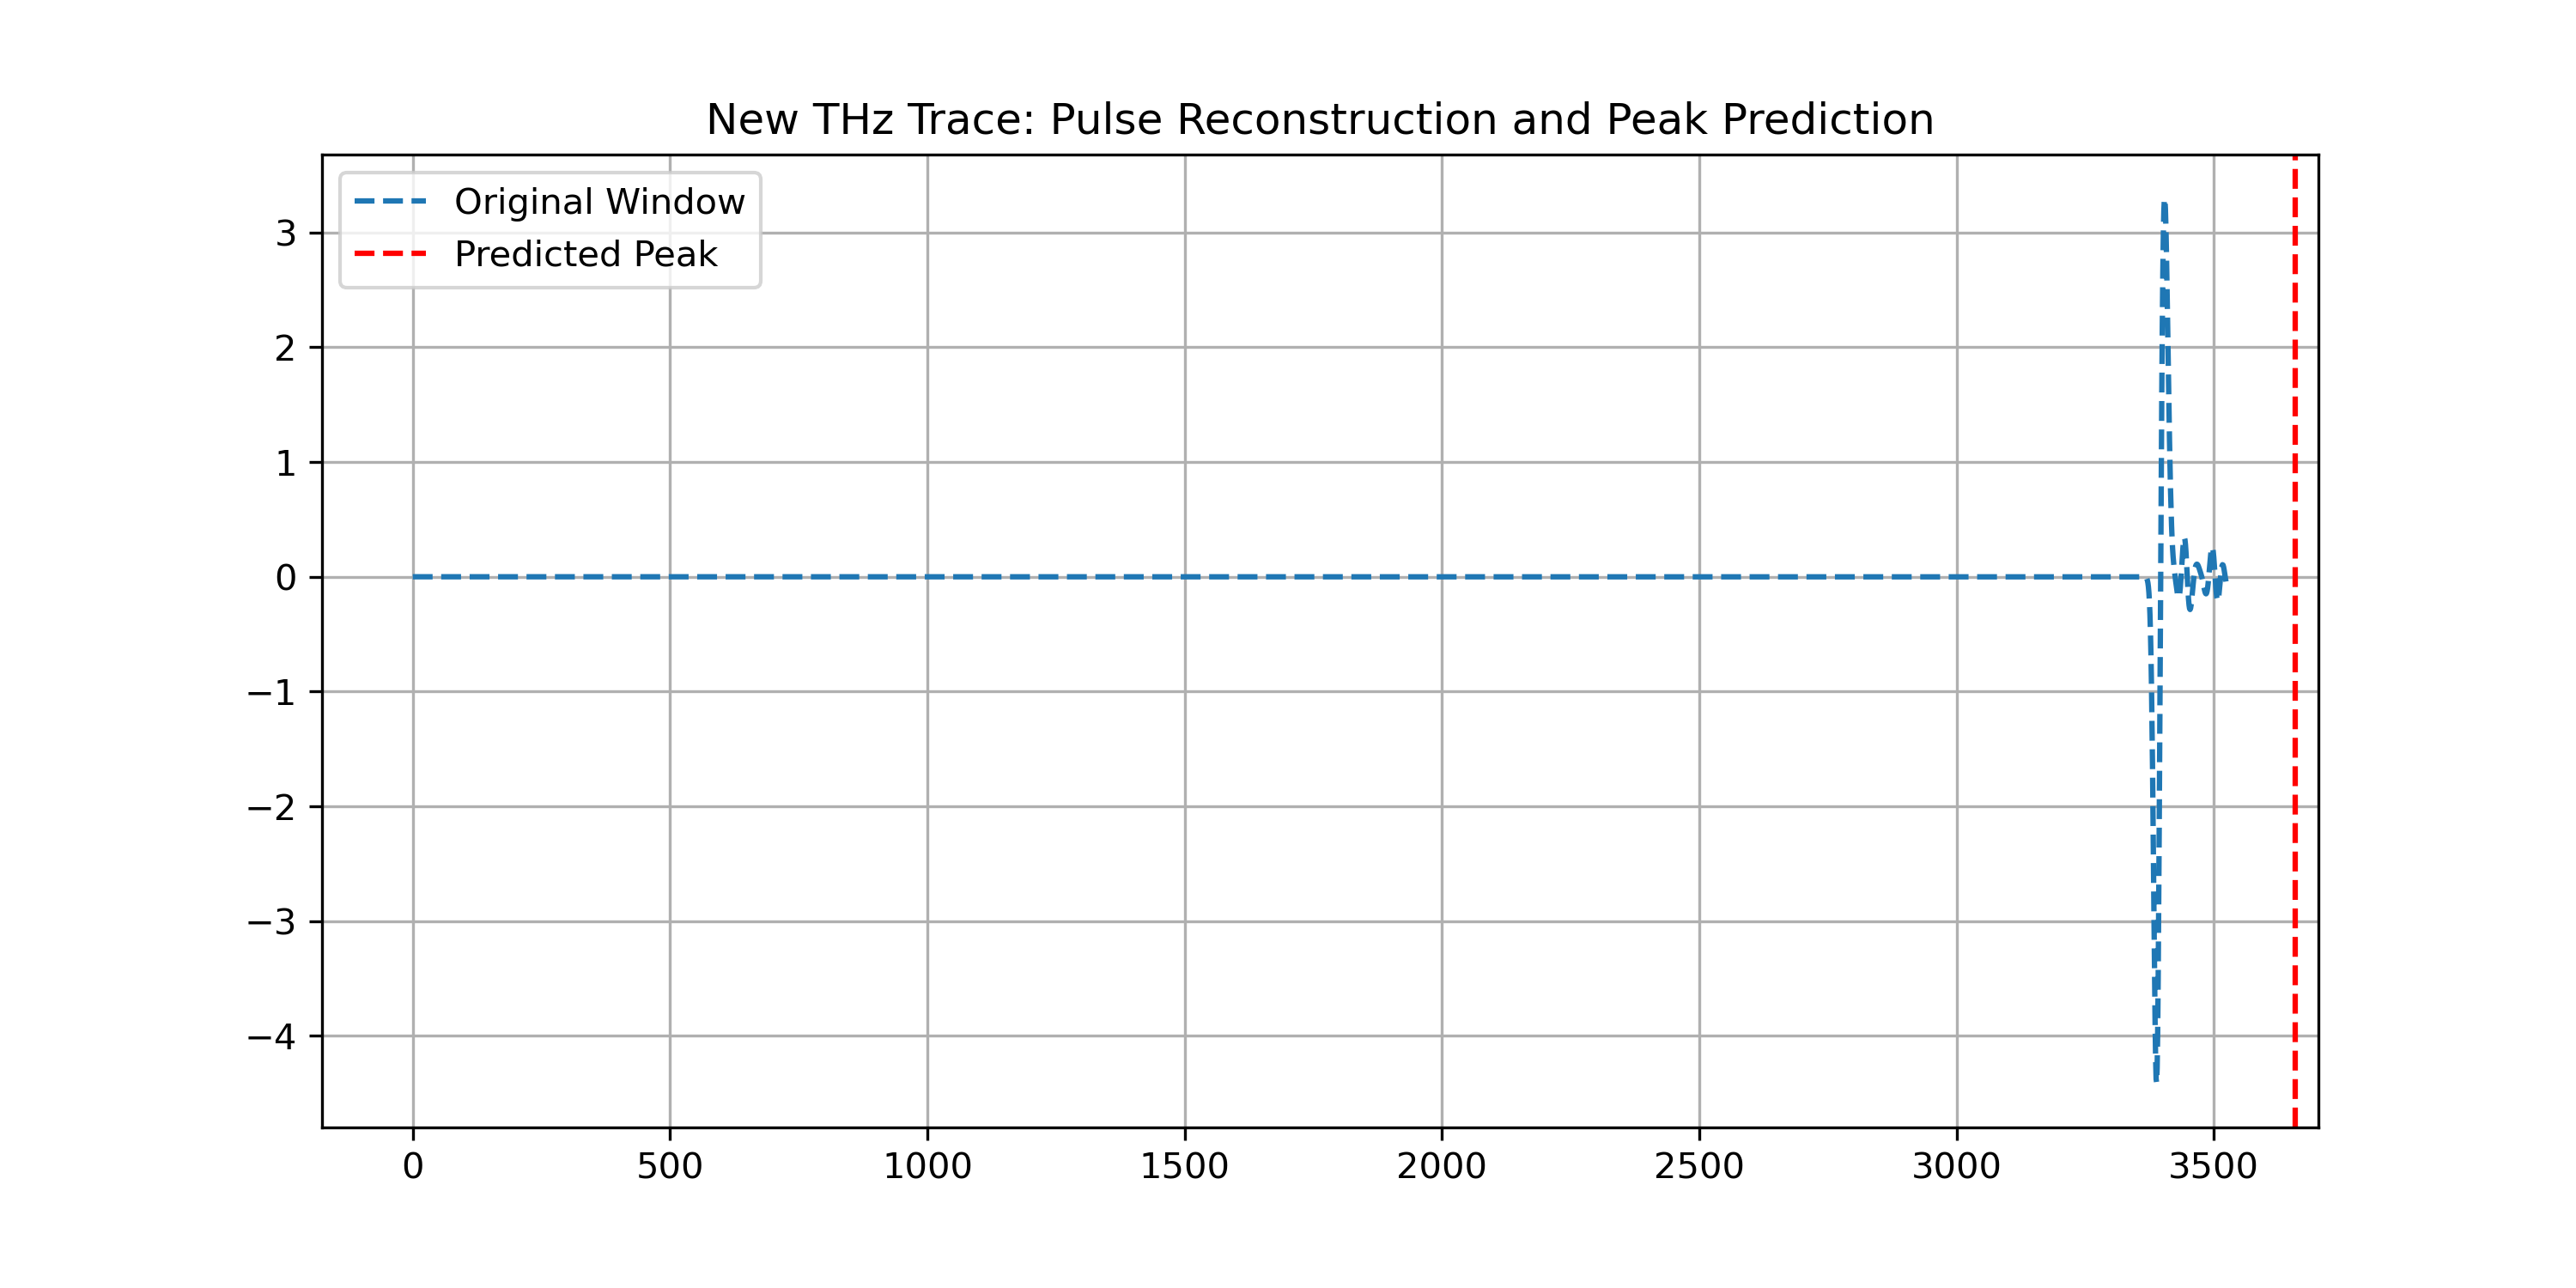 New THz Trace: Pulse Reconstruction and Peak Prediction
Original Window
Predicted Peak
3
2
1
0
−1
−2
−3
−4
0 500 1000 1500 2000 2500 3000 3500